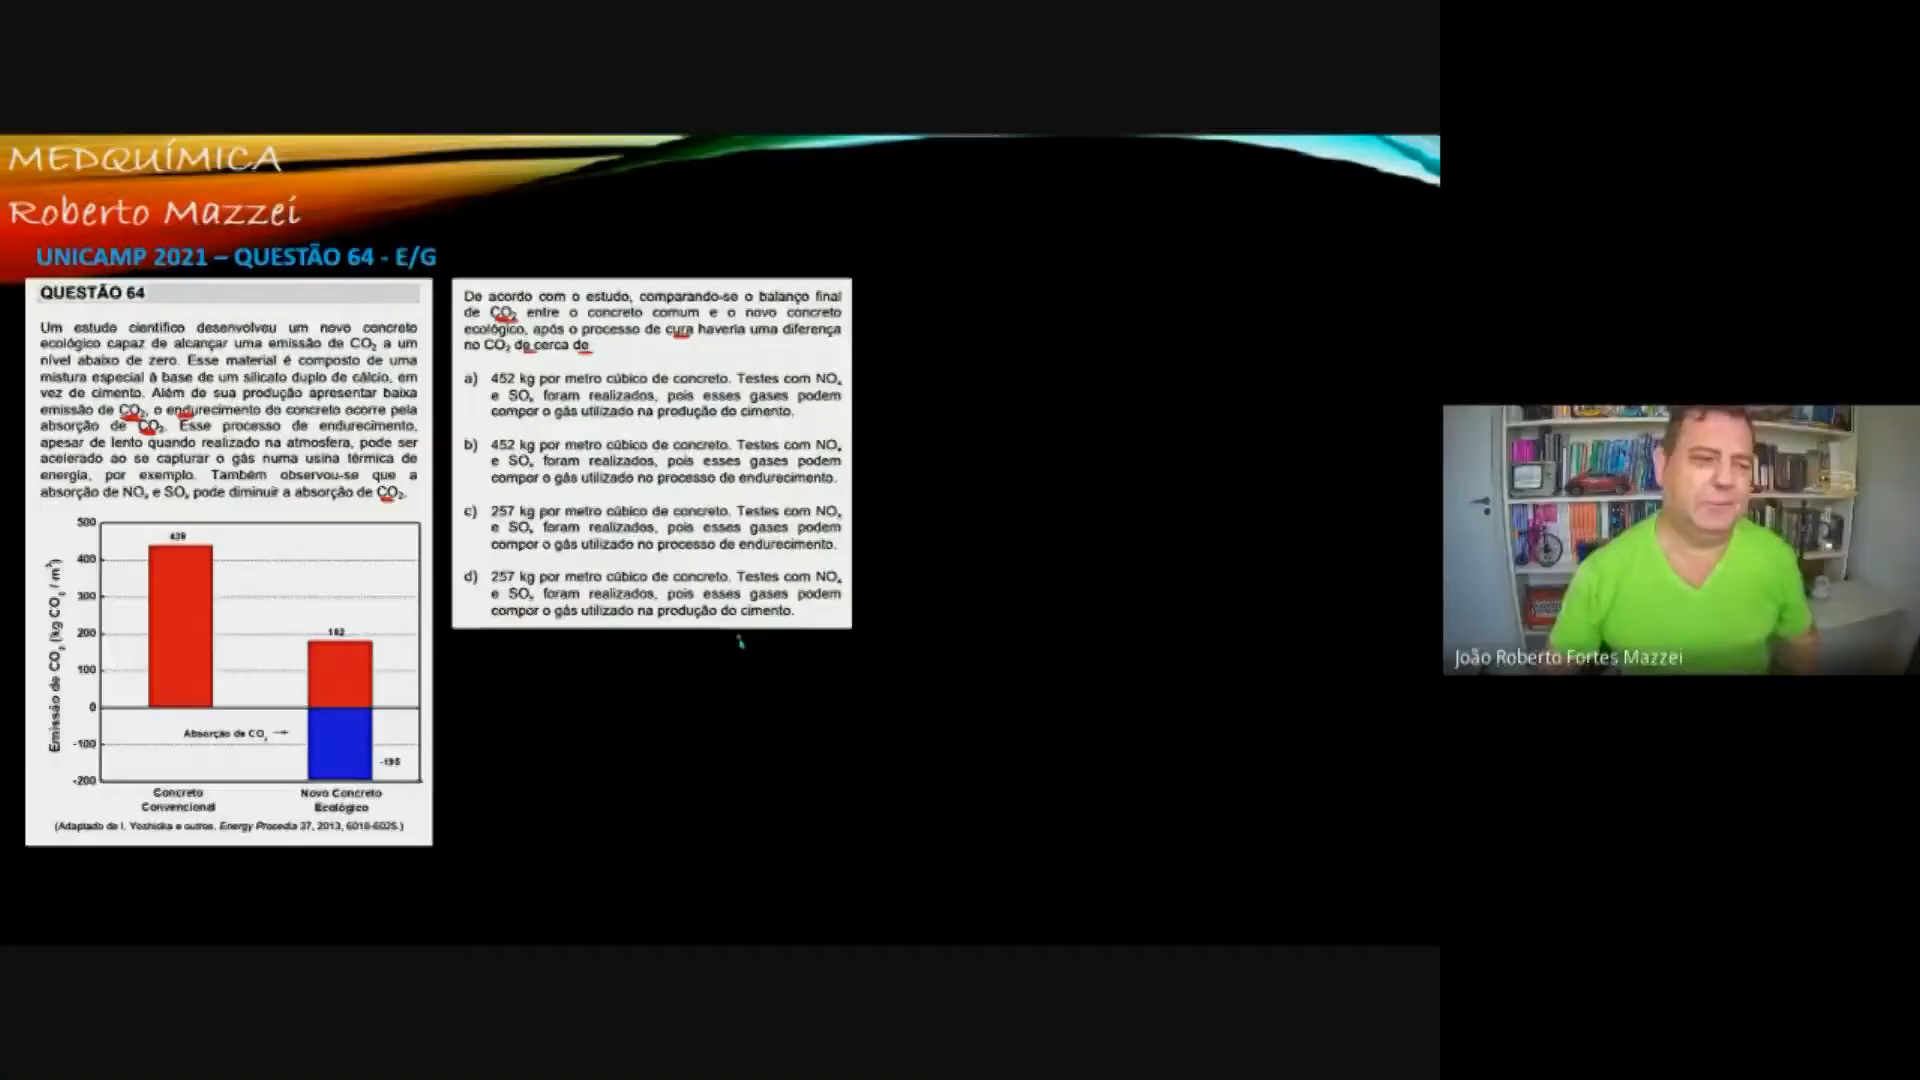 MEDQUÍMICA
Roberto Mazzei
UNICAMP 2021 – QUESTÃO 64 - E/G
QUESTÃO 64
Um estudo científico desenvolveu um novo concreto
ecológico capaz de alcançar uma emissão de CO₂ a um
nível abaixo de zero. Esse material é composto de uma
mistura especial à base de um silicato duplo de cálcio, em
vez de cimento. Além de sua produção apresentar baixa
emissão de CO₂, o endurecimento do concreto ocorre pela
absorção de CO₂. Esse processo de endurecimento,
apesar de lento quando realizado na atmosfera, pode ser
acelerado ao se capturar o gás numa usina térmica de
energia, por exemplo. Também observou-se que a
absorção de NOₓ e SOₓ pode diminuir a absorção de CO₂.
Emissão de CO₂ (kg CO₂ / m³)
500
400
300
200
100
0
-100
-200
439
182
Absorção de CO₂ →
-195
Concreto
Convencional
Novo Concreto
Ecológico
(Adaptado de I. Yoshioka e outros, Energy Procedia 37, 2013, 6018-6025.)
De acordo com o estudo, comparando-se o balanço final
de CO₂ entre o concreto comum e o novo concreto
ecológico, após o processo de cura haveria uma diferença
no CO₂ de cerca de
a) 452 kg por metro cúbico de concreto. Testes com NOₓ
e SOₓ foram realizados, pois esses gases podem
compor o gás utilizado na produção do cimento.
b) 452 kg por metro cúbico de concreto. Testes com NOₓ
e SOₓ foram realizados, pois esses gases podem
compor o gás utilizado no processo de endurecimento.
c) 257 kg por metro cúbico de concreto. Testes com NOₓ
e SOₓ foram realizados, pois esses gases podem
compor o gás utilizado no processo de endurecimento.
d) 257 kg por metro cúbico de concreto. Testes com NOₓ
e SOₓ foram realizados, pois esses gases podem
compor o gás utilizado na produção do cimento.
João Roberto Fortes Mazzei